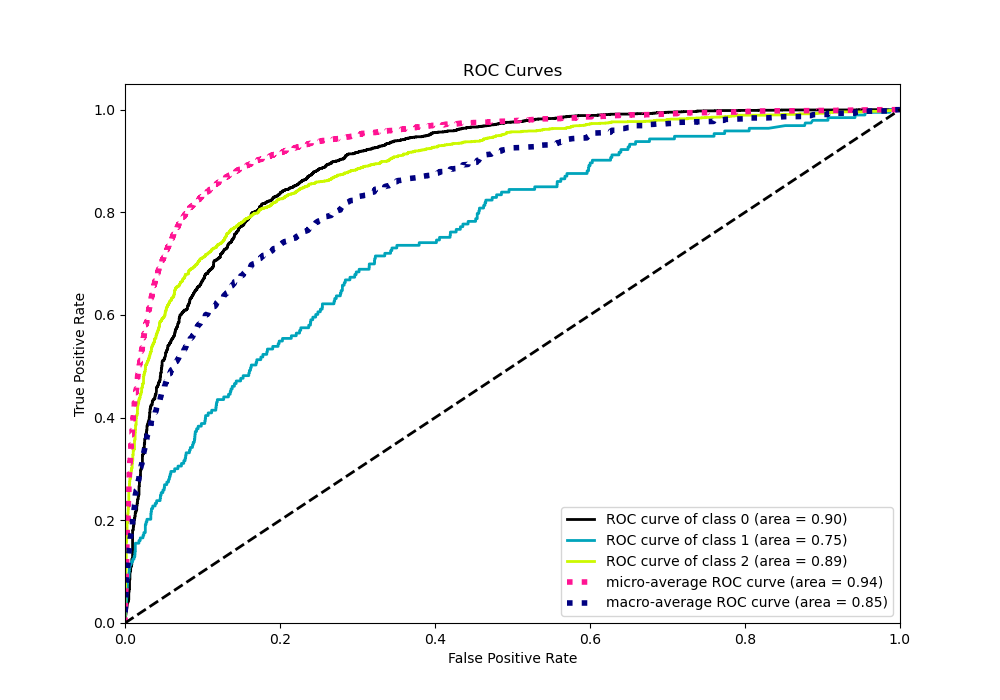 ROC Curves
True Positive Rate
1.0
0.8
0.6
0.4
0.2
0.0
0.0 0.2 0.4 0.6 0.8 1.0
False Positive Rate
ROC curve of class 0 (area = 0.90)
ROC curve of class 1 (area = 0.75)
ROC curve of class 2 (area = 0.89)
micro-average ROC curve (area = 0.94)
macro-average ROC curve (area = 0.85)